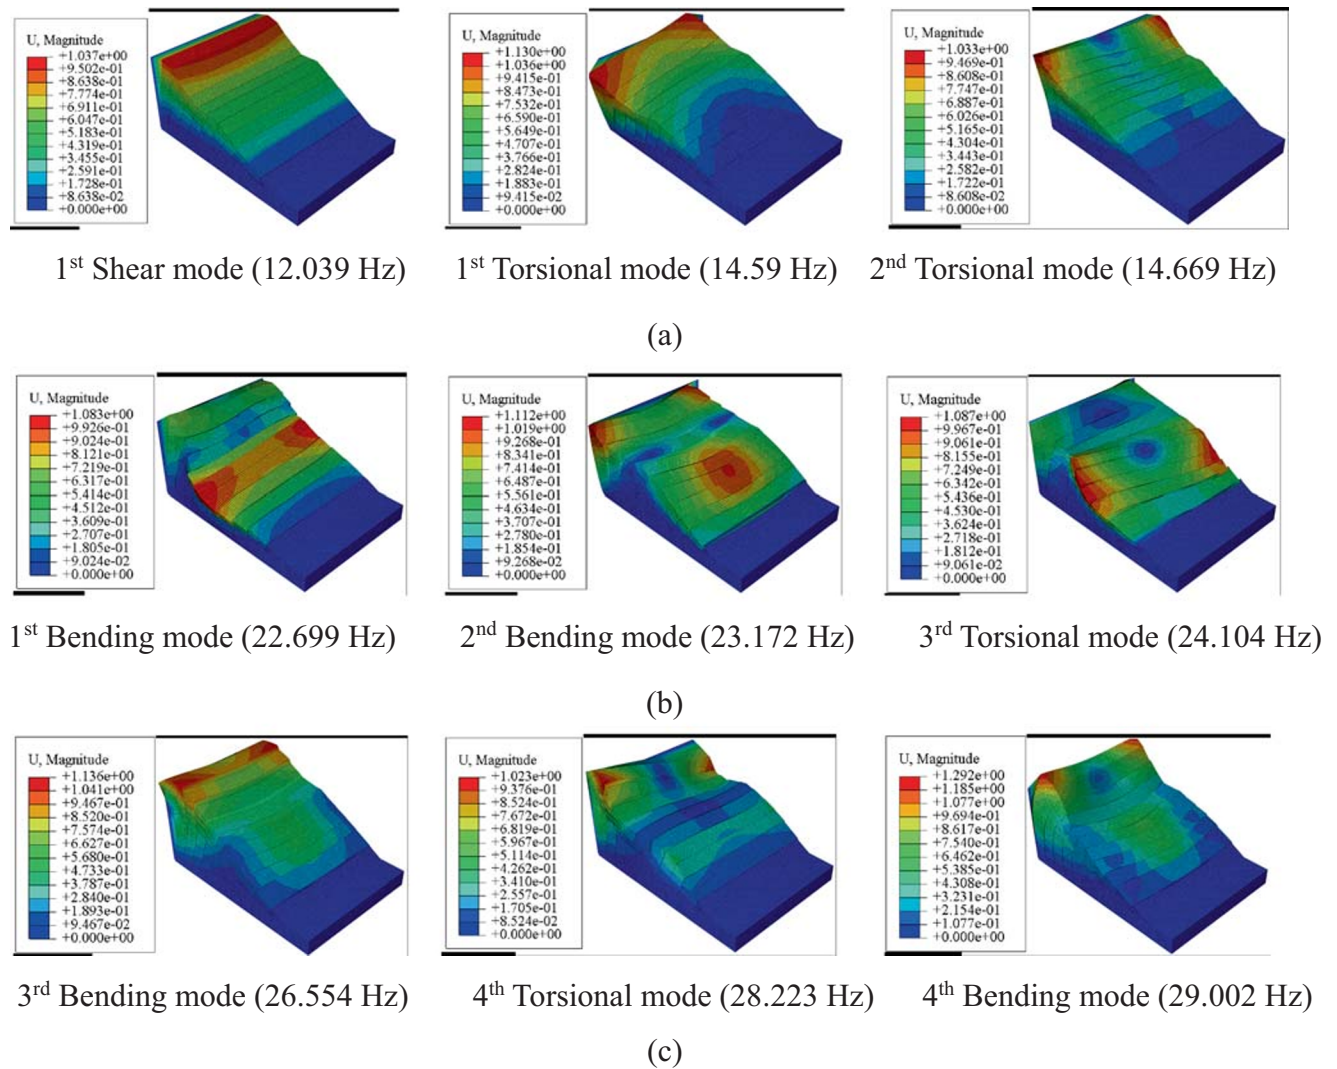 U, Magnitude
+1.037e+00
+9.502e-01
+8.638e-01
+7.774e-01
+6.911e-01
+6.047e-01
+5.183e-01
+4.319e-01
+3.455e-01
+2.591e-01
+1.728e-01
+8.638e-02
+0.000e+00
U, Magnitude
+1.130e+00
+1.036e+00
+9.415e-01
+8.473e-01
+7.532e-01
+6.590e-01
+5.649e-01
+4.707e-01
+3.766e-01
+2.824e-01
+1.883e-01
+9.415e-02
+0.000e+00
U, Magnitude
+1.033e+00
+9.469e-01
+8.608e-01
+7.747e-01
+6.887e-01
+6.026e-01
+5.165e-01
+4.304e-01
+3.443e-01
+2.582e-01
+1.722e-01
+8.608e-02
+0.000e+00
1st Shear mode (12.039 Hz)
1st Torsional mode (14.59 Hz)
2nd Torsional mode (14.669 Hz)
(a)
U, Magnitude
+1.083e+00
+9.926e-01
+9.024e-01
+8.121e-01
+7.219e-01
+6.317e-01
+5.414e-01
+4.512e-01
+3.609e-01
+2.707e-01
+1.805e-01
+9.024e-02
+0.000e+00
U, Magnitude
+1.112e+00
+1.019e+00
+9.268e-01
+8.341e-01
+7.414e-01
+6.487e-01
+5.561e-01
+4.634e-01
+3.707e-01
+2.780e-01
+1.854e-01
+9.268e-02
+0.000e+00
U, Magnitude
+1.087e+00
+9.967e-01
+9.061e-01
+8.155e-01
+7.249e-01
+6.342e-01
+5.436e-01
+4.530e-01
+3.624e-01
+2.718e-01
+1.812e-01
+9.061e-02
+0.000e+00
1st Bending mode (22.699 Hz)
2nd Bending mode (23.172 Hz)
3rd Torsional mode (24.104 Hz)
(b)
U, Magnitude
+1.136e+00
+1.041e+00
+9.467e-01
+8.520e-01
+7.574e-01
+6.627e-01
+5.680e-01
+4.733e-01
+3.787e-01
+2.840e-01
+1.893e-01
+9.467e-02
+0.000e+00
U, Magnitude
+1.023e+00
+9.376e-01
+8.524e-01
+7.672e-01
+6.819e-01
+5.967e-01
+5.114e-01
+4.262e-01
+3.410e-01
+2.557e-01
+1.705e-01
+8.524e-02
+0.000e+00
U, Magnitude
+1.292e+00
+1.185e+00
+1.077e+00
+9.694e-01
+8.617e-01
+7.540e-01
+6.462e-01
+5.385e-01
+4.308e-01
+3.231e-01
+2.154e-01
+1.077e-01
+0.000e+00
3rd Bending mode (26.554 Hz)
4th Torsional mode (28.223 Hz)
4th Bending mode (29.002 Hz)
(c)